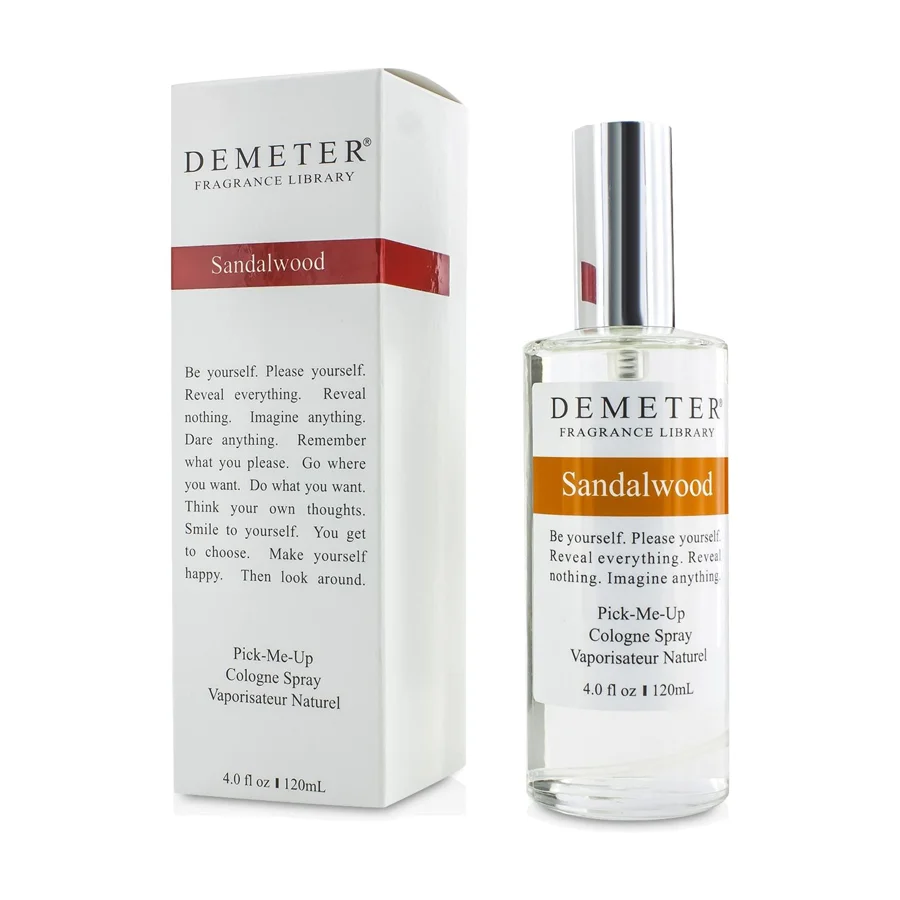 DEMETER®
FRAGRANCE LIBRARY
Sandalwood
Be yourself. Please yourself.
Reveal everything. Reveal
nothing. Imagine anything.
Dare anything. Remember
what you please. Go where
you want. Do what you want.
Think your own thoughts.
Smile to yourself. You get
to choose. Make yourself
happy. Then look around.
Pick-Me-Up
Cologne Spray
Vaporisateur Naturel
4.0 fl oz ❙ 120mL
DEMETER®
FRAGRANCE LIBRARY
Sandalwood
Be yourself. Please yourself.
Reveal everything. Reveal
nothing. Imagine anything.
Pick-Me-Up
Cologne Spray
Vaporisateur Naturel
4.0 fl oz ❙ 120mL